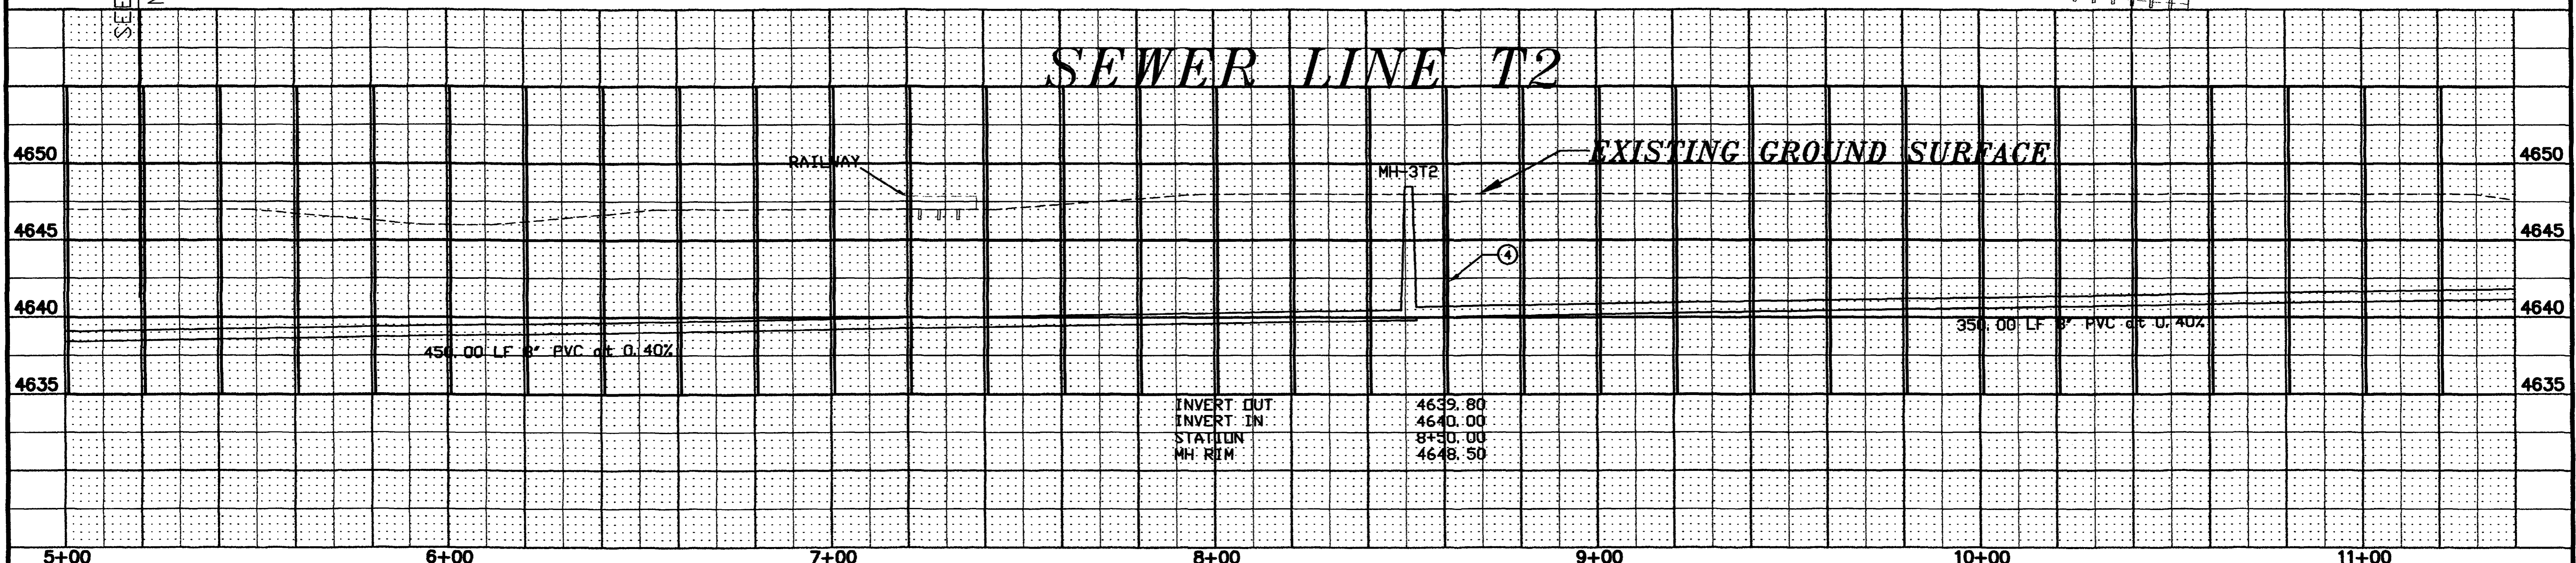 SEE
SEWER LINE T2
4650
RAILWAY
MH-3T2
EXISTING GROUND SURFACE
4650
4645
4
4645
4640
450.00 LF 8" PVC at 0.40%
350.00 LF 8" PVC at 0.40%
4640
4635
4635
INVERT OUT 4639.80
INVERT IN 4640.00
STATION 8+50.00
MH RIM 4648.50
5+00 6+00 7+00 8+00 9+00 10+00 11+00